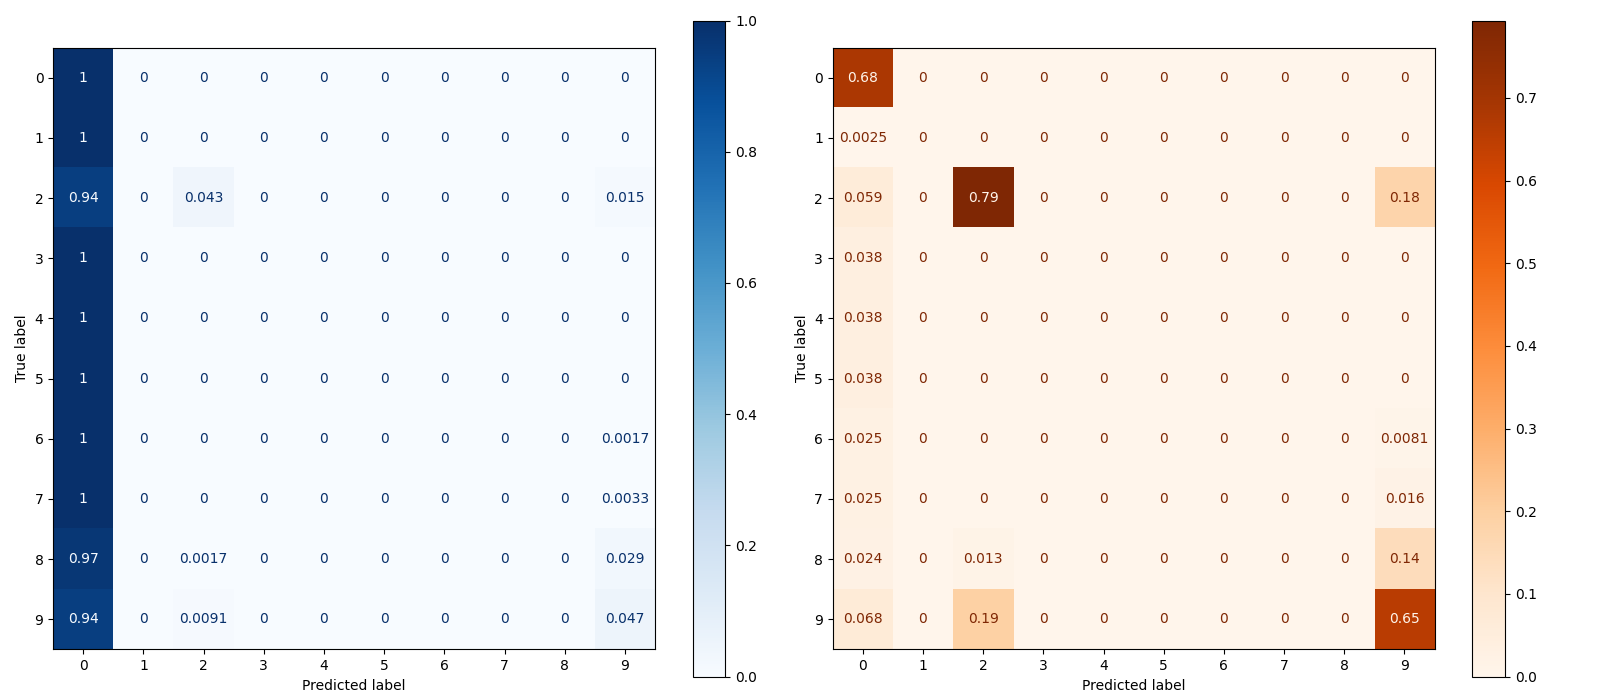 0 1 0 0 0 0 0 0 0 0 0
1 1 0 0 0 0 0 0 0 0 0
2 0.94 0 0.043 0 0 0 0 0 0 0.015
3 1 0 0 0 0 0 0 0 0 0
4 1 0 0 0 0 0 0 0 0 0
5 1 0 0 0 0 0 0 0 0 0
6 1 0 0 0 0 0 0 0 0 0.0017
7 1 0 0 0 0 0 0 0 0 0.0033
8 0.97 0 0.0017 0 0 0 0 0 0 0.029
9 0.94 0 0.0091 0 0 0 0 0 0 0.047
0 1 2 3 4 5 6 7 8 9
Predicted label
True label
1.0
0.8
0.6
0.4
0.2
0.0
0 0.68 0 0 0 0 0 0 0 0 0
1 0.0025 0 0 0 0 0 0 0 0 0
2 0.059 0 0.79 0 0 0 0 0 0 0.18
3 0.038 0 0 0 0 0 0 0 0 0
4 0.038 0 0 0 0 0 0 0 0 0
5 0.038 0 0 0 0 0 0 0 0 0
6 0.025 0 0 0 0 0 0 0 0 0.0081
7 0.025 0 0 0 0 0 0 0 0 0.016
8 0.024 0 0.013 0 0 0 0 0 0 0.14
9 0.068 0 0.19 0 0 0 0 0 0 0.65
0 1 2 3 4 5 6 7 8 9
Predicted label
True label
0.7
0.6
0.5
0.4
0.3
0.2
0.1
0.0